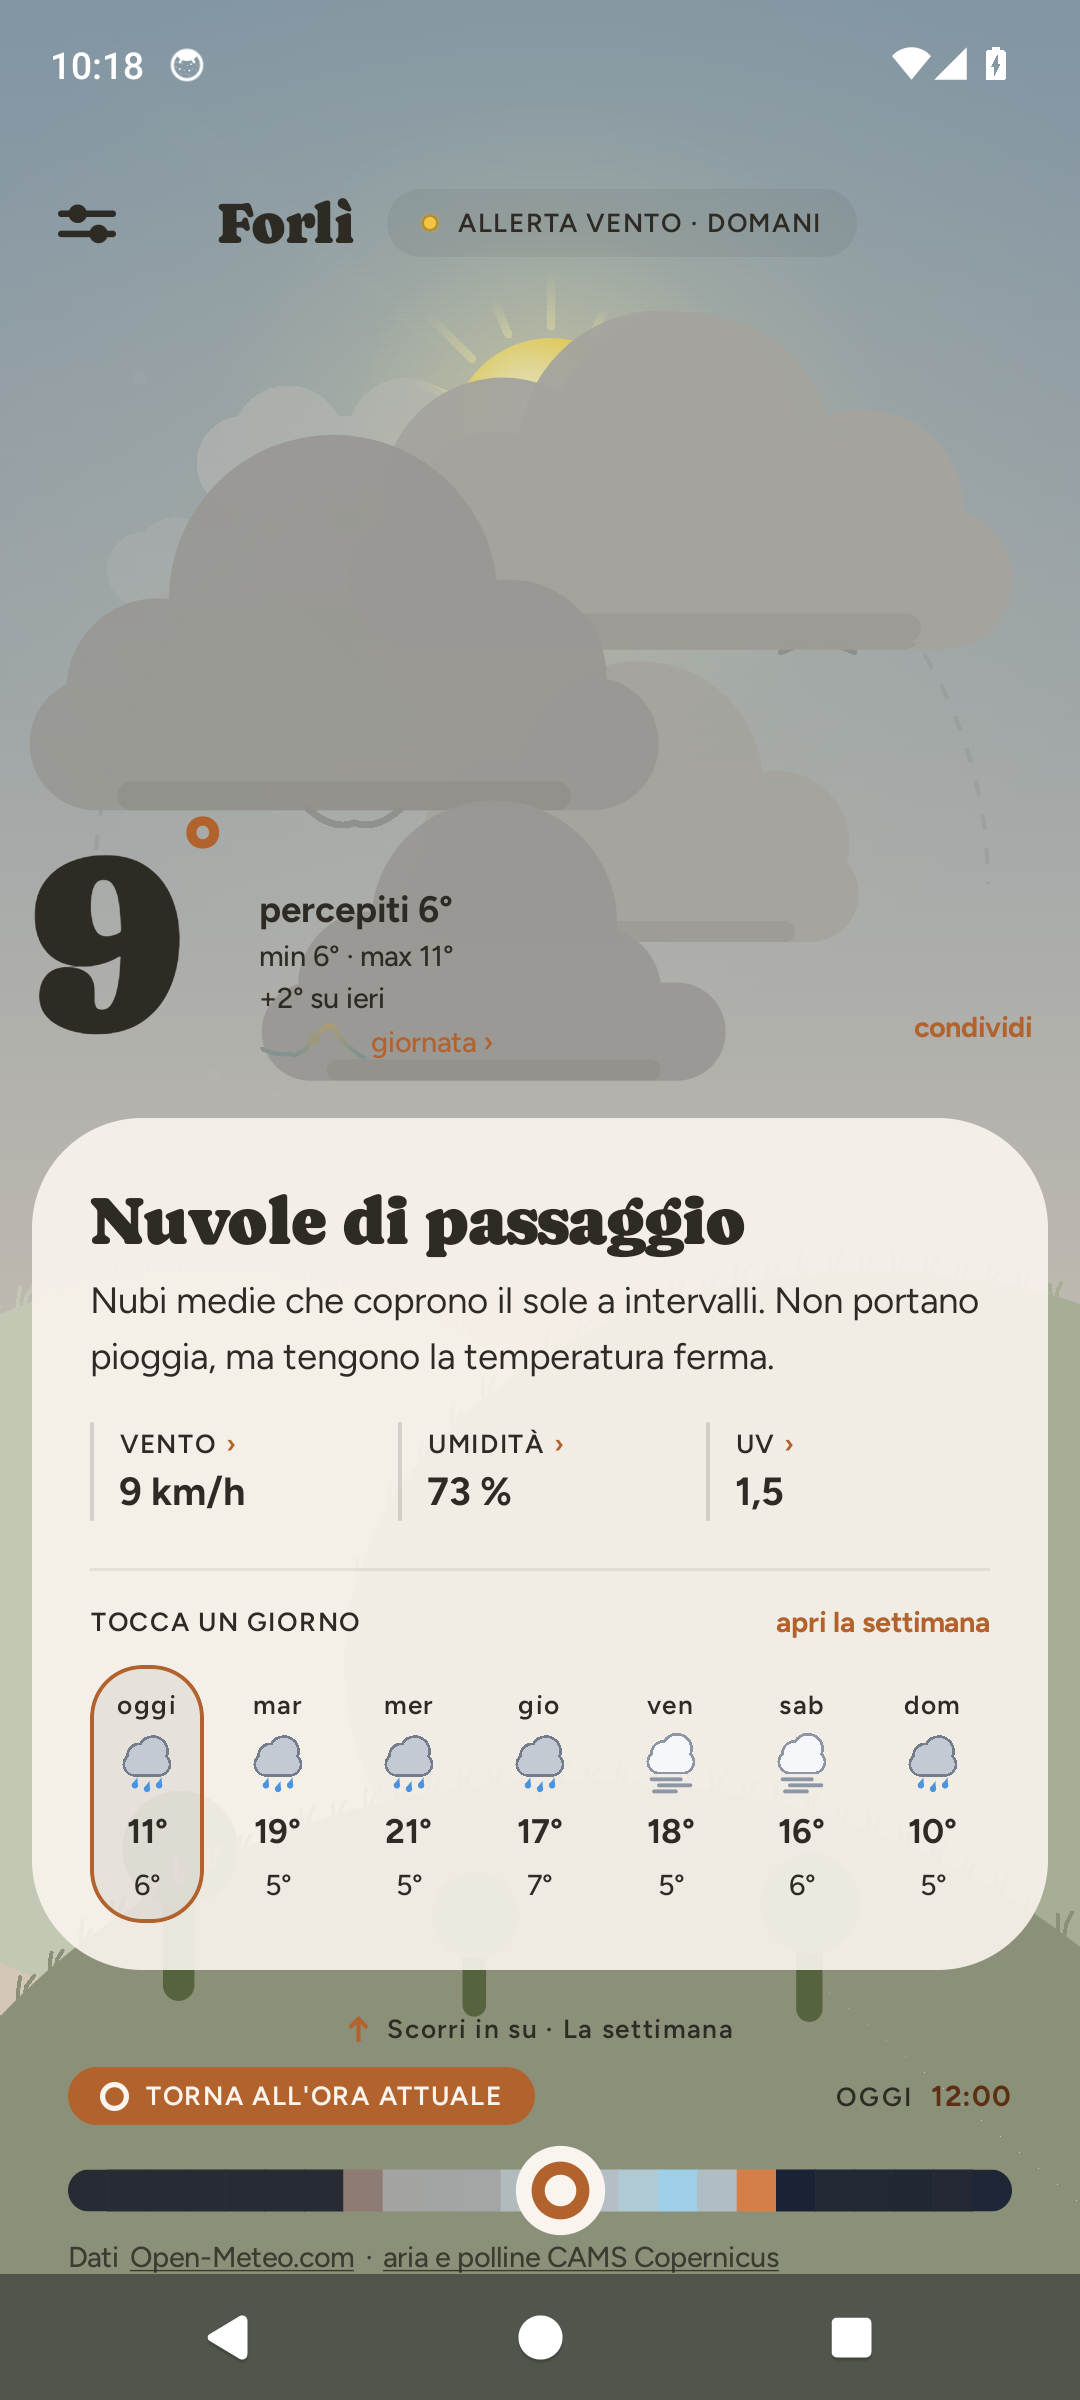 10:18
Forlì
ALLERTA VENTO · DOMANI
9°
percepiti 6°
min 6° · max 11°
+2° su ieri
giornata ›
condividi
Nuvole di passaggio
Nubi medie che coprono il sole a intervalli. Non portano
pioggia, ma tengono la temperatura ferma.
VENTO › UMIDITÀ › UV ›
9 km/h 73 % 1,5
TOCCA UN GIORNO apri la settimana
oggi mar mer gio ven sab dom
11° 19° 21° 17° 18° 16° 10°
6° 5° 5° 7° 5° 6° 5°
↑ Scorri in su · La settimana
TORNA ALL'ORA ATTUALE OGGI 12:00
Dati Open-Meteo.com · aria e polline CAMS Copernicus